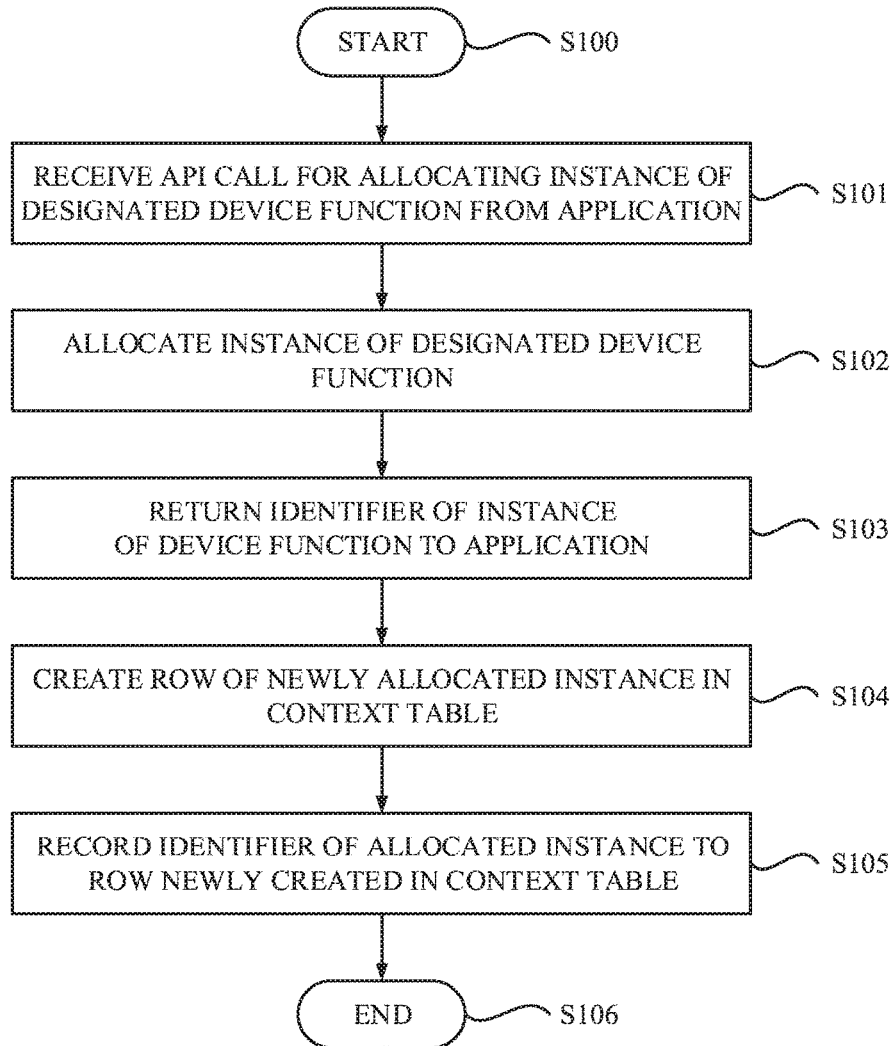 START
S100
RECEIVE API CALL FOR ALLOCATING INSTANCE OF
DESIGNATED DEVICE FUNCTION FROM APPLICATION
S101
ALLOCATE INSTANCE OF DESIGNATED DEVICE
FUNCTION
S102
RETURN IDENTIFIER OF INSTANCE
OF DEVICE FUNCTION TO APPLICATION
S103
CREATE ROW OF NEWLY ALLOCATED INSTANCE IN
CONTEXT TABLE
S104
RECORD IDENTIFIER OF ALLOCATED INSTANCE TO
ROW NEWLY CREATED IN CONTEXT TABLE
S105
END
S106